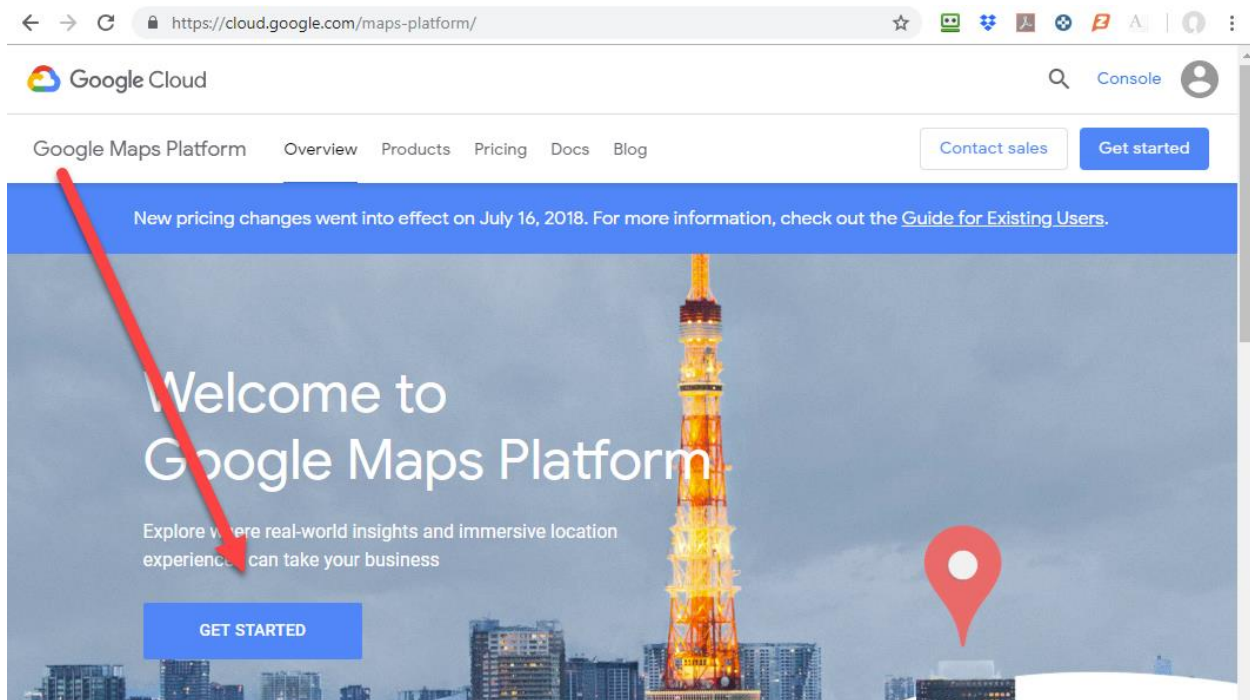 https://cloud.google.com/maps-platform/
Google Cloud
Console
Google Maps Platform Overview Products Pricing Docs Blog Contact sales Get started
New pricing changes went into effect on July 16, 2018. For more information, check out the Guide for Existing Users.
Welcome to
Google Maps Platform
Explore where real-world insights and immersive location
experiences can take your business
GET STARTED